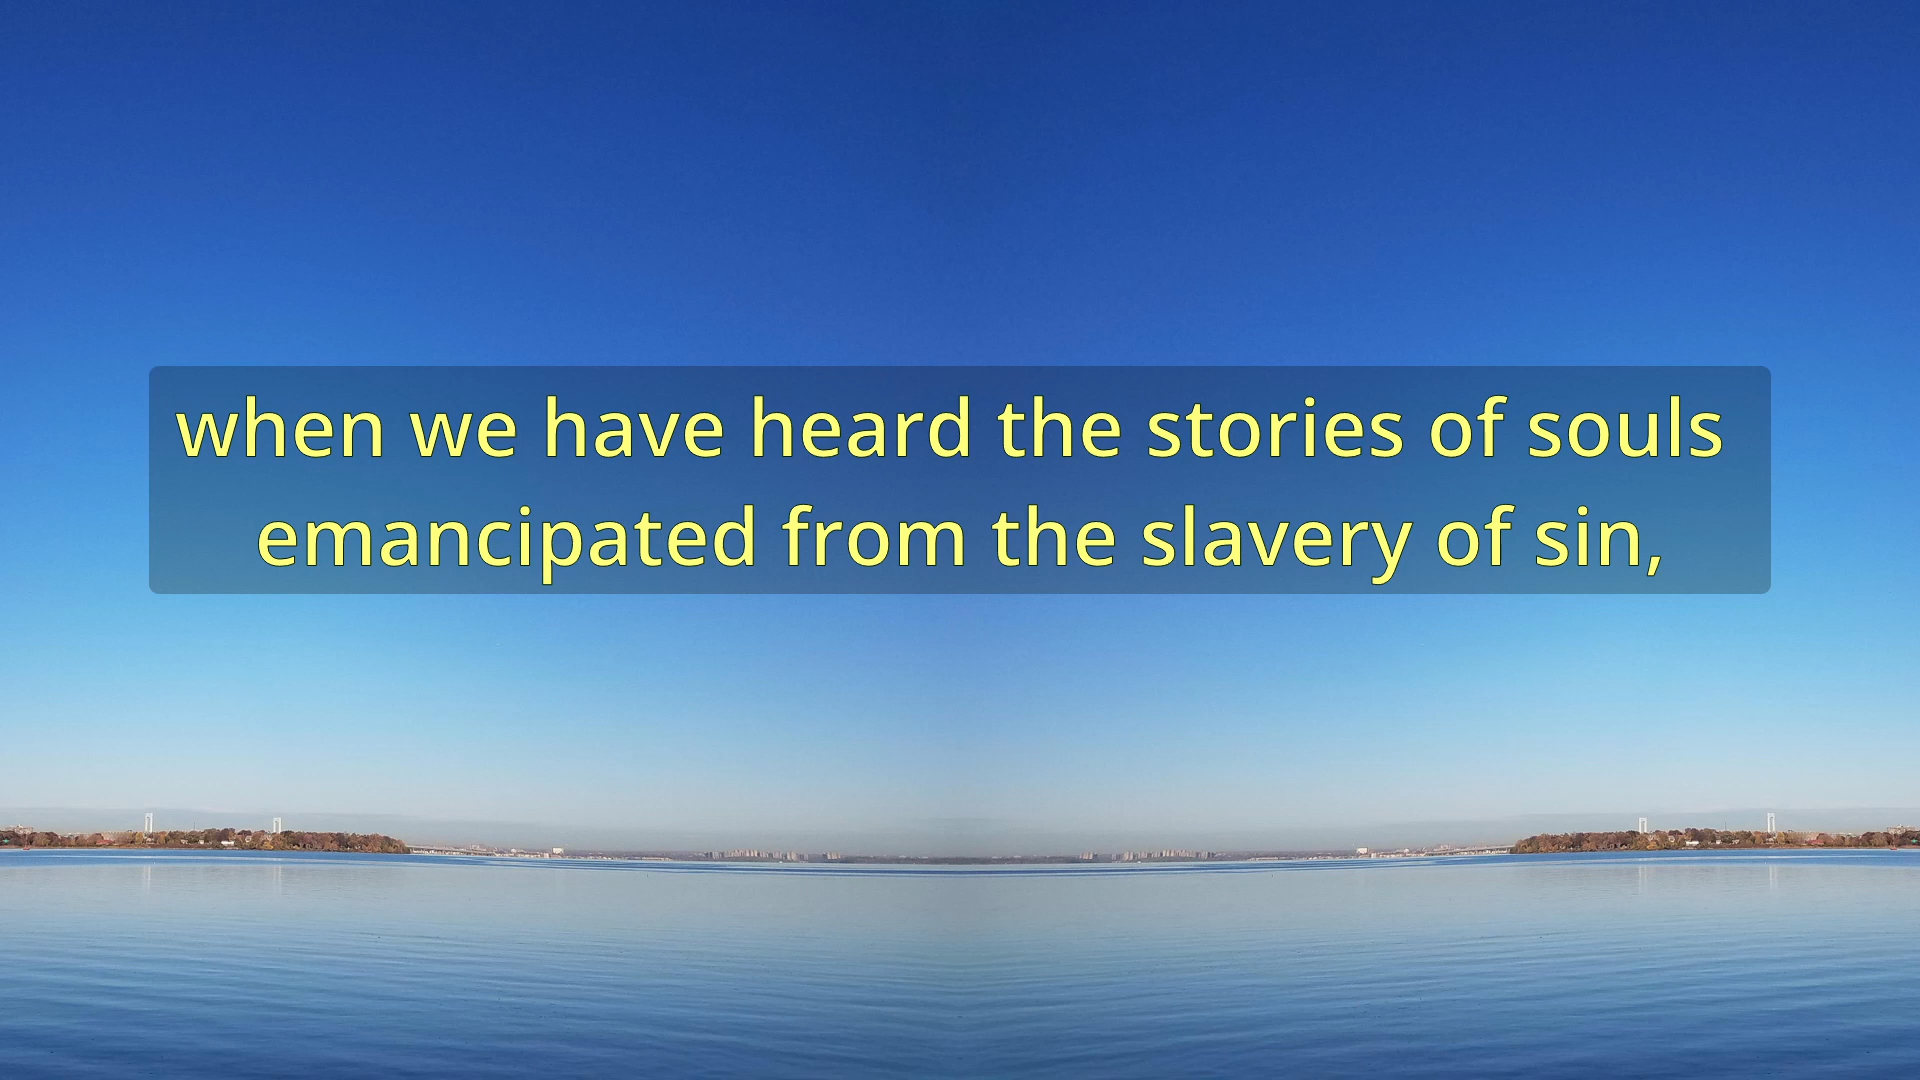 when we have heard the stories of souls
emancipated from the slavery of sin,